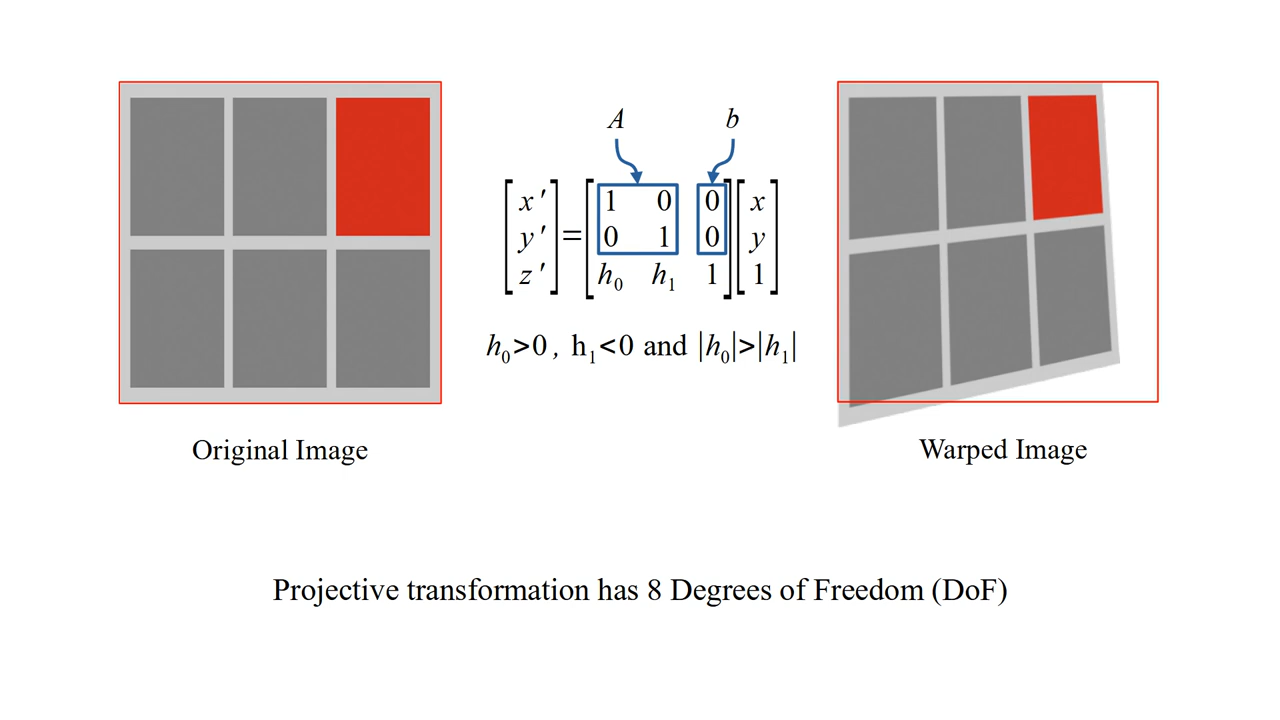 A b
[x′ y′ z′] = [1 0 0; 0 1 0; h₀ h₁ 1] [x y 1]
h₀>0 , h₁<0 and |h₀|>|h₁|
Original Image
Warped Image
Projective transformation has 8 Degrees of Freedom (DoF)